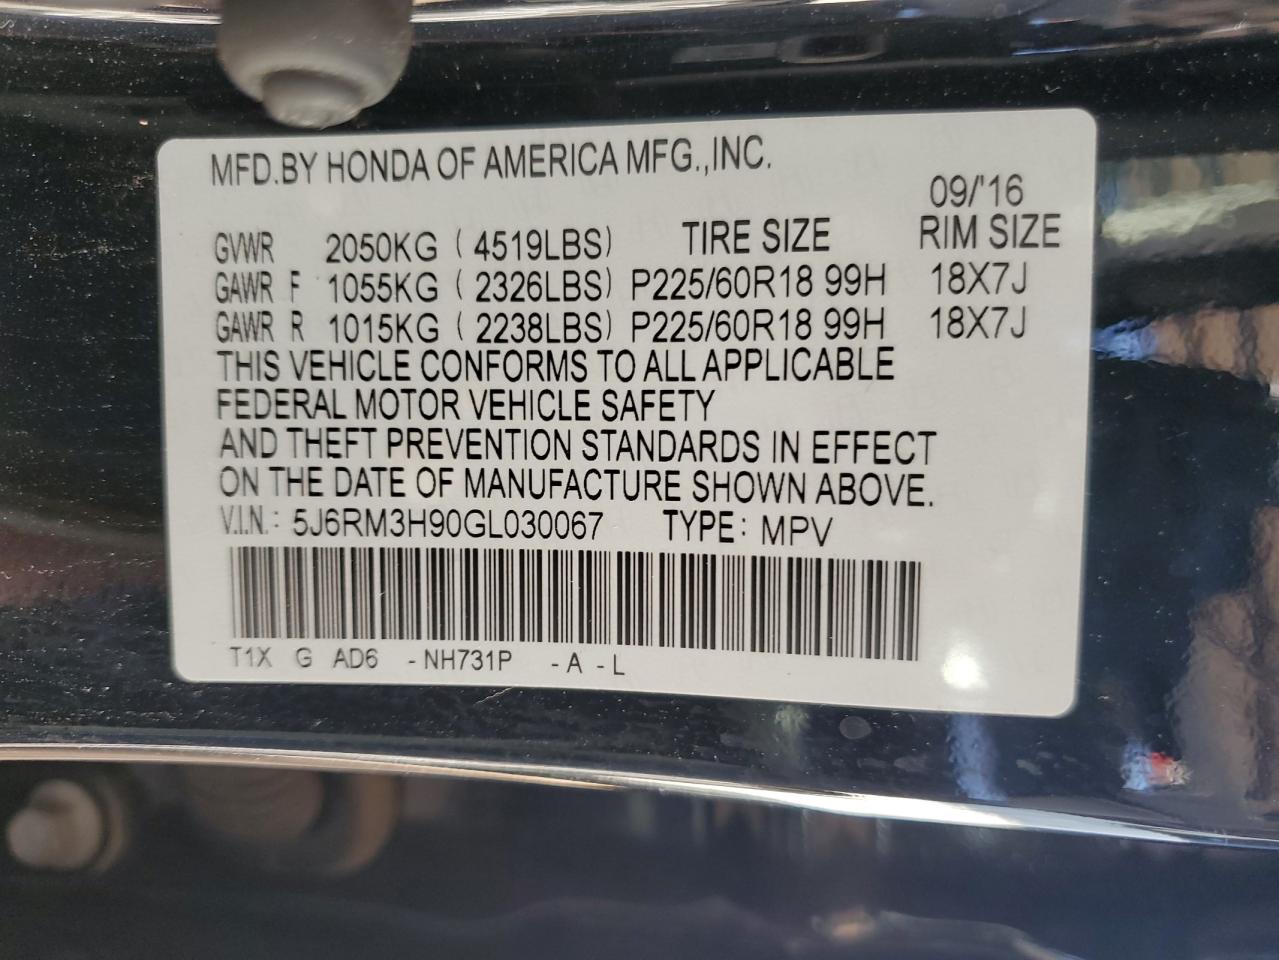 MFD.BY HONDA OF AMERICA MFG.,INC.
09/'16
GVWR 2050KG ( 4519LBS) TIRE SIZE RIM SIZE
GAWR F 1055KG ( 2326LBS) P225/60R18 99H 18X7J
GAWR R 1015KG ( 2238LBS) P225/60R18 99H 18X7J
THIS VEHICLE CONFORMS TO ALL APPLICABLE
FEDERAL MOTOR VEHICLE SAFETY
AND THEFT PREVENTION STANDARDS IN EFFECT
ON THE DATE OF MANUFACTURE SHOWN ABOVE.
V.I.N.: 5J6RM3H90GL030067 TYPE: MPV
T1X G AD6 -NH731P -A -L